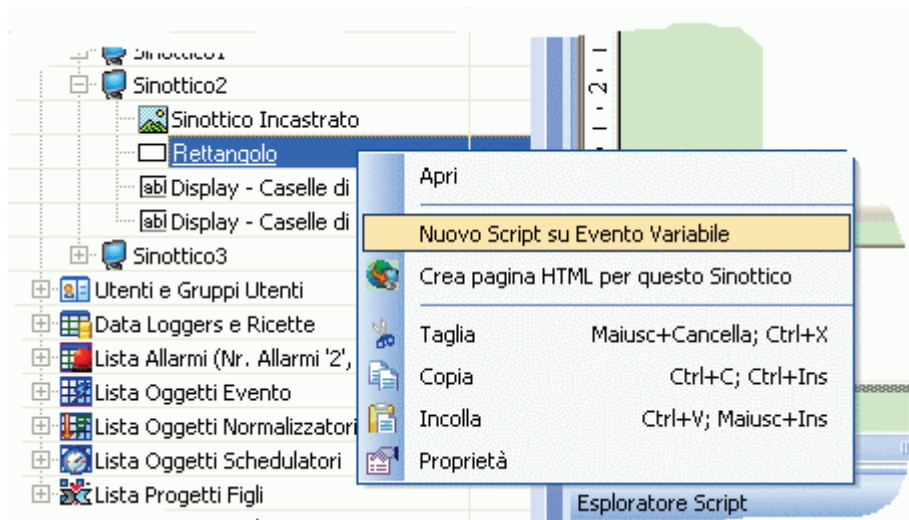 Sinottico1
Sinottico2
Sinottico Incastrato
Rettangolo
Display - Caselle di
Display - Caselle di
Sinottico3
Utenti e Gruppi Utenti
Data Loggers e Ricette
Lista Allarmi (Nr. Allarmi '2',
Lista Oggetti Evento
Lista Oggetti Normalizzatori
Lista Oggetti Schedulatori
Lista Progetti Figli
Apri
Nuovo Script su Evento Variabile
Crea pagina HTML per questo Sinottico
Taglia Maiusc+Cancella; Ctrl+X
Copia Ctrl+C; Ctrl+Ins
Incolla Ctrl+V; Maiusc+Ins
Proprietà
2
Esploratore Script